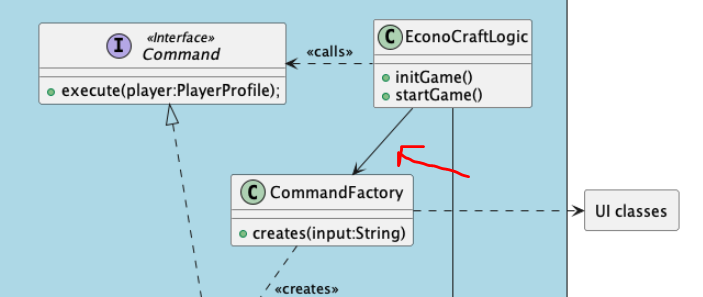 I «Interface»
Command
execute(player:PlayerProfile);
«calls»
C EconoCraftLogic
initGame()
startGame()
C CommandFactory
creates(input:String)
UI classes
«creates»